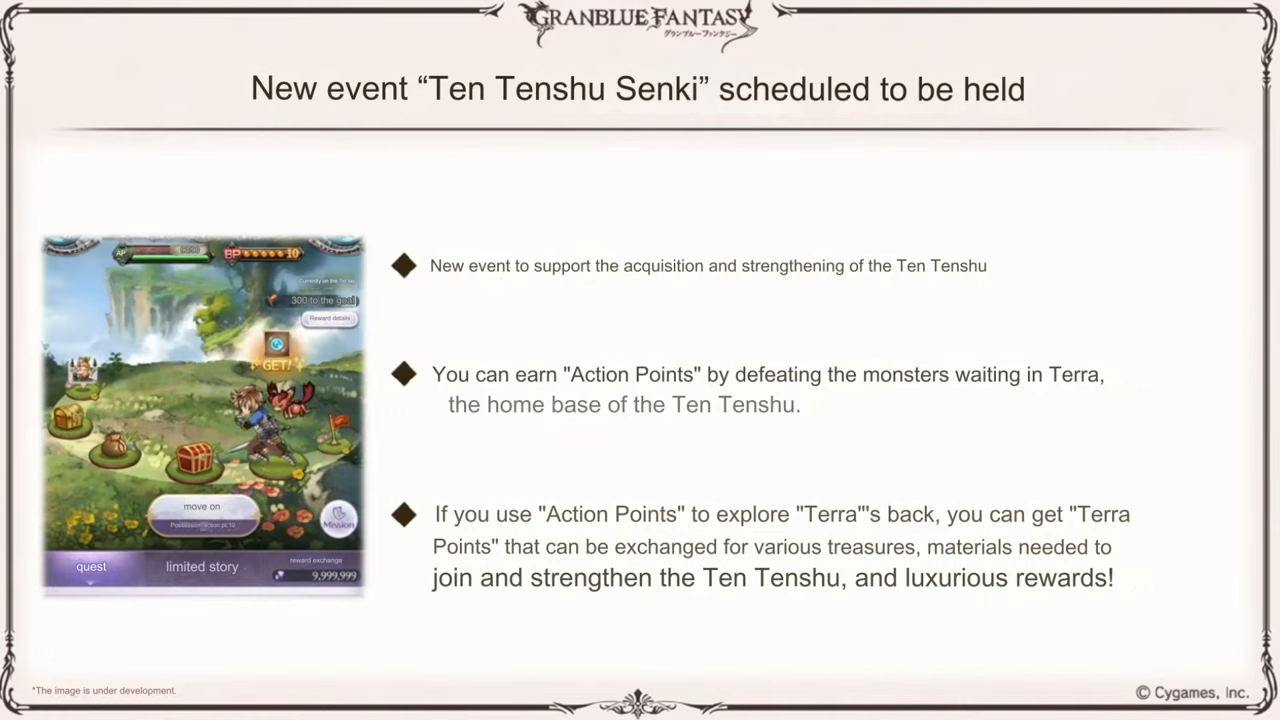 GRANBLUE FANTASY
グランブルーファンタジー
New event “Ten Tenshu Senki” scheduled to be held
AP
BP 10
300 to the goal
Reward details
GET!
New event to support the acquisition and strengthening of the Ten Tenshu
You can earn "Action Points" by defeating the monsters waiting in Terra,
the home base of the Ten Tenshu.
move on
Mission
If you use "Action Points" to explore "Terra"'s back, you can get "Terra
Points" that can be exchanged for various treasures, materials needed to
join and strengthen the Ten Tenshu, and luxurious rewards!
quest
limited story
reward exchange
9,999,999
*The image is under development.
© Cygames, Inc.